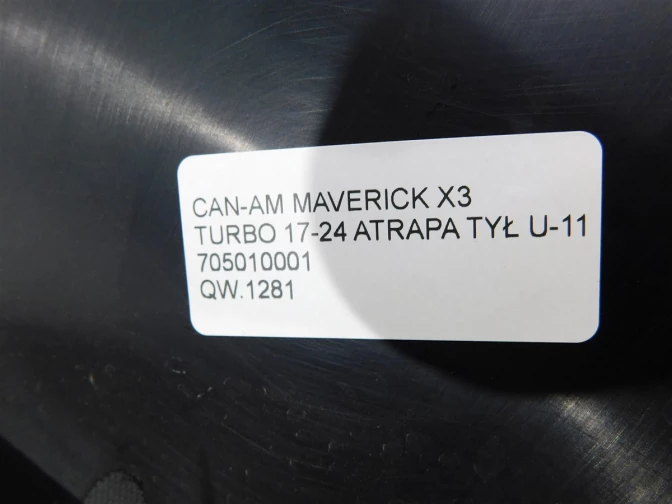 CAN-AM MAVERICK X3
TURBO 17-24 ATRAPA TYŁ U-11
705010001
QW.1281